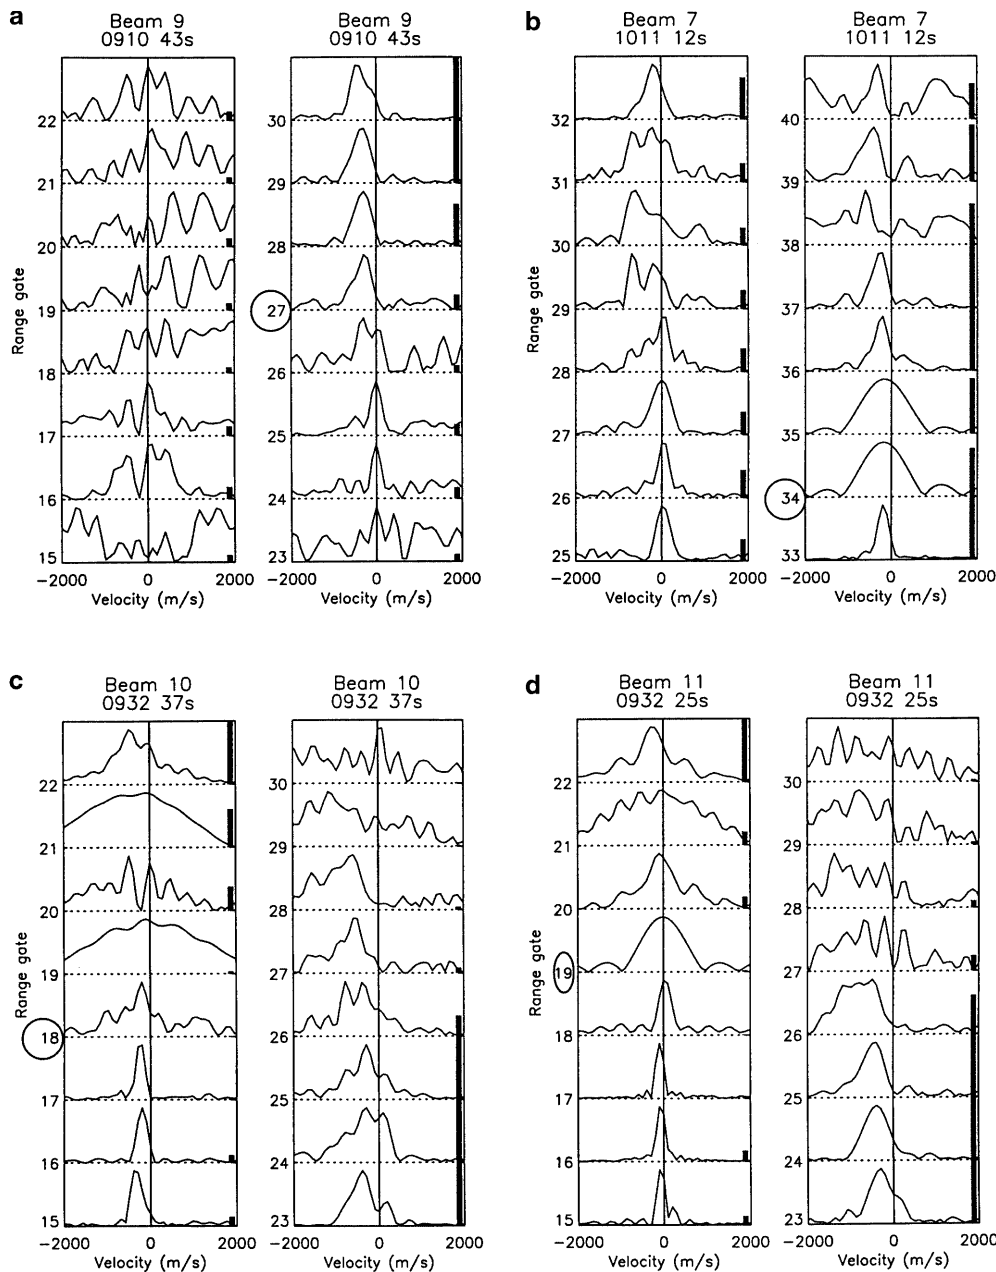 a
Beam 9
0910 43s
Beam 9
0910 43s
22
21
20
19
18
17
16
15
30
29
28
27
26
25
24
23
Range gate
−2000 0 2000
−2000 0 2000
Velocity (m/s)
Velocity (m/s)
b
Beam 7
1011 12s
Beam 7
1011 12s
32
31
30
29
28
27
26
25
40
39
38
37
36
35
34
33
Range gate
−2000 0 2000
−2000 0 2000
Velocity (m/s)
Velocity (m/s)
c
Beam 10
0932 37s
Beam 10
0932 37s
22
21
20
19
18
17
16
15
30
29
28
27
26
25
24
23
Range gate
−2000 0 2000
−2000 0 2000
Velocity (m/s)
Velocity (m/s)
d
Beam 11
0932 25s
Beam 11
0932 25s
22
21
20
19
18
17
16
15
30
29
28
27
26
25
24
23
Range gate
−2000 0 2000
−2000 0 2000
Velocity (m/s)
Velocity (m/s)